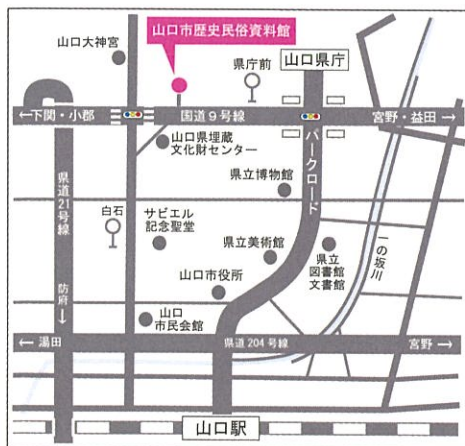 山口市歴史民俗資料館
山口大神宮
県庁前
山口県庁
←下関・小郡
国道9号線
宮野・益田→
山口県埋蔵
文化財センター
パークロード
県道21号線
県立博物館
白石
サビエル
記念聖堂
県立美術館
県立
図書館
文書館
一の坂川
防府→
山口市役所
山口
市民会館
←湯田
県道204号線
宮野→
山口駅